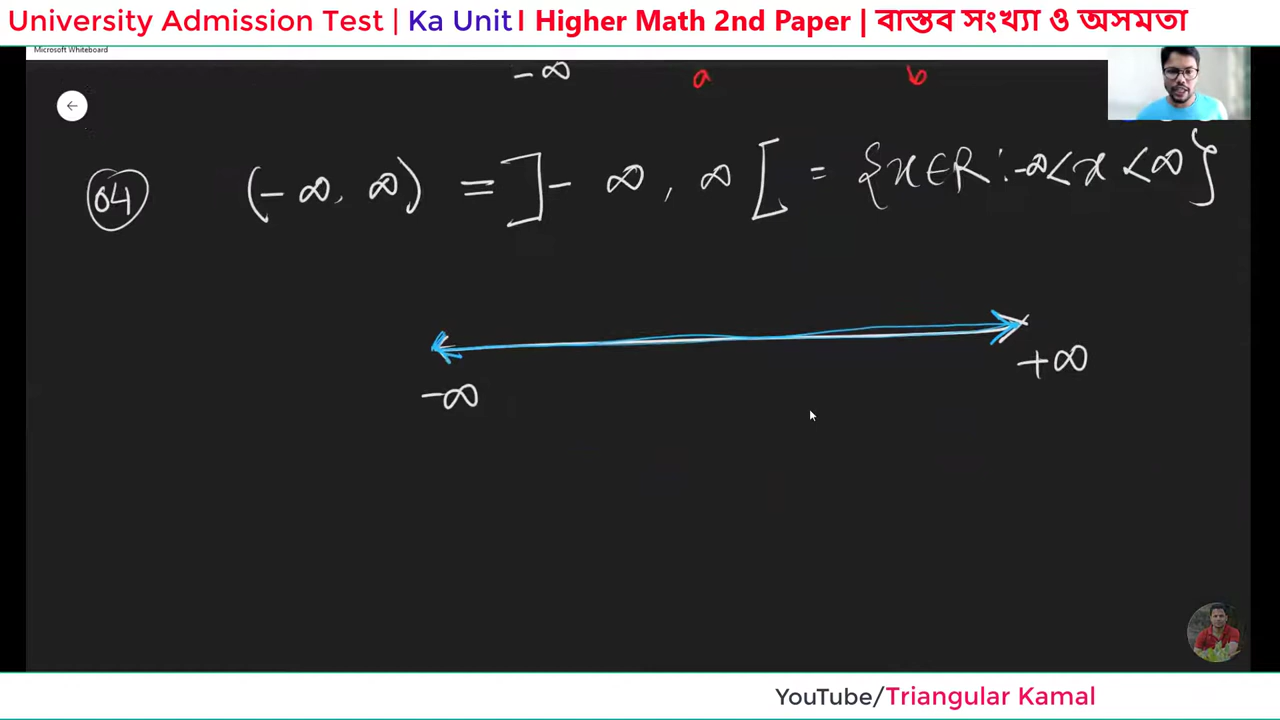 University Admission Test | Ka Unit I Higher Math 2nd Paper | বাস্তব সংখ্যা ও অসমতা
Microsoft Whiteboard
-∞ a b
04 (-∞, ∞) = ]-∞, ∞[ = {x∈R : -∞<x<∞}
-∞ +∞
YouTube/Triangular Kamal